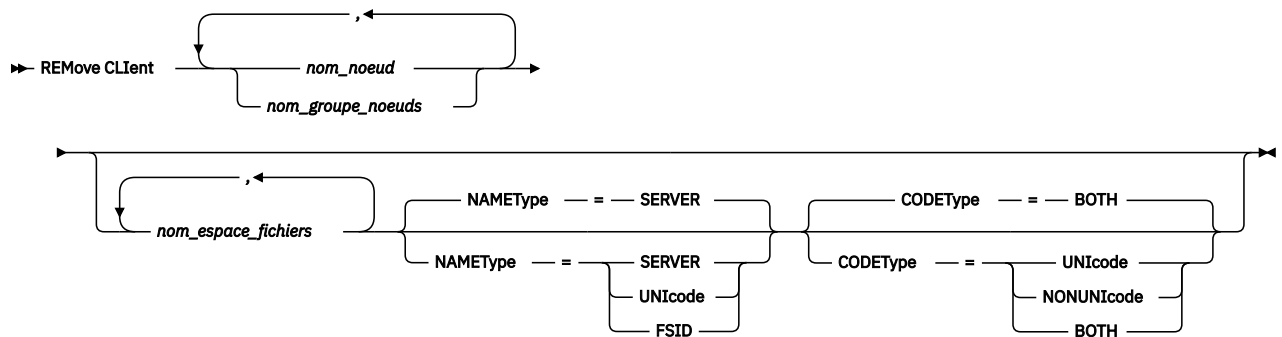 ,
REMove CLIent nom_noeud
nom_groupe_noeuds
,
NAMEType = SERVER CODEType = BOTH
nom_espace_fichiers
NAMEType = SERVER CODEType = UNIcode
UNIcode NONUNIcode
FSID BOTH